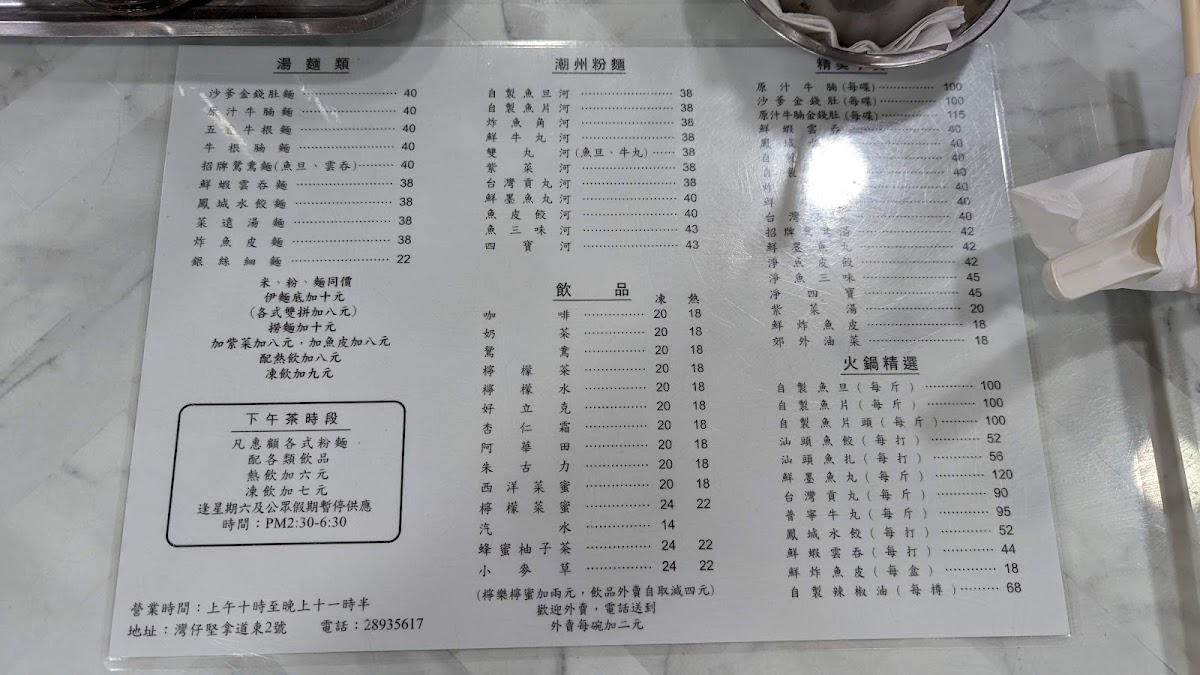 湯麵類
沙爹金錢肚麵 40
原汁牛腩麵 40
五 牛根麵 40
牛根腩麵 40
招牌鴛鴦麵(魚旦、雲吞) 40
鮮蝦雲吞麵 38
鳳城水餃麵 38
菜遠湯麵 38
炸魚皮麵 38
銀絲細麵 22
米、粉、麵同價
伊麵底加十元
(各式雙拼加八元)
撈麵加十元
加紫菜加八元，加魚皮加八元
配熱飲加八元
凍飲加九元
下午茶時段
凡惠顧各式粉麵
配各類飲品
熱飲加六元
凍飲加七元
逢星期六及公眾假期暫停供應
時間：PM2:30-6:30
營業時間：上午十時至晚上十一時半
地址：灣仔堅拿道東2號 電話：28935617
潮州粉麵
自製魚旦河 38
自製魚片河 38
炸魚角河 38
鮮牛丸河 38
雙丸河(魚旦、牛丸) 38
紫菜河 38
台灣貢丸河 38
鮮墨魚丸河 38
魚皮餃河 40
魚三味河 43
四寶河 43
飲品
凍 熱
咖啡 20 18
奶茶 20 18
鴛鴦 20 18
檸檬茶 20 18
檸檬水 20 18
好立克 20 18
杏仁霜 20 18
阿華田 20 18
朱古力 20 18
西洋菜蜜 20 18
檸檬菜蜜 24 22
汽水 14
蜂蜜柚子茶 24 22
小麥草 24 22
(檸樂檸蜜加兩元，飲品外賣自取減四元)
歡迎外賣，電話送到
外賣每碗加二元
原汁牛腩(每碟) 100
沙爹金錢肚(每碟) 100
原汁牛腩金錢肚(每碟) 115
鮮蝦雲吞 40
鳳城水 40
自 40
自製 40
炸 40
鮮 40
台灣 40
招牌 湯 42
鮮墨魚丸 42
淨魚皮餃 42
淨魚三味 45
淨四寶 45
紫菜湯 20
鮮炸魚皮 18
郊外油菜 18
火鍋精選
自製魚旦(每斤) 100
自製魚片(每斤) 100
自製魚片頭(每斤) 100
汕頭魚餃(每打) 52
汕頭魚扎(每打) 56
鮮墨魚丸(每斤) 120
台灣貢丸(每斤) 90
普寧牛丸(每斤) 95
鳳城水餃(每打) 52
鮮蝦雲吞(每打) 44
鮮炸魚皮(每盒) 18
自製辣椒油(每樽) 68